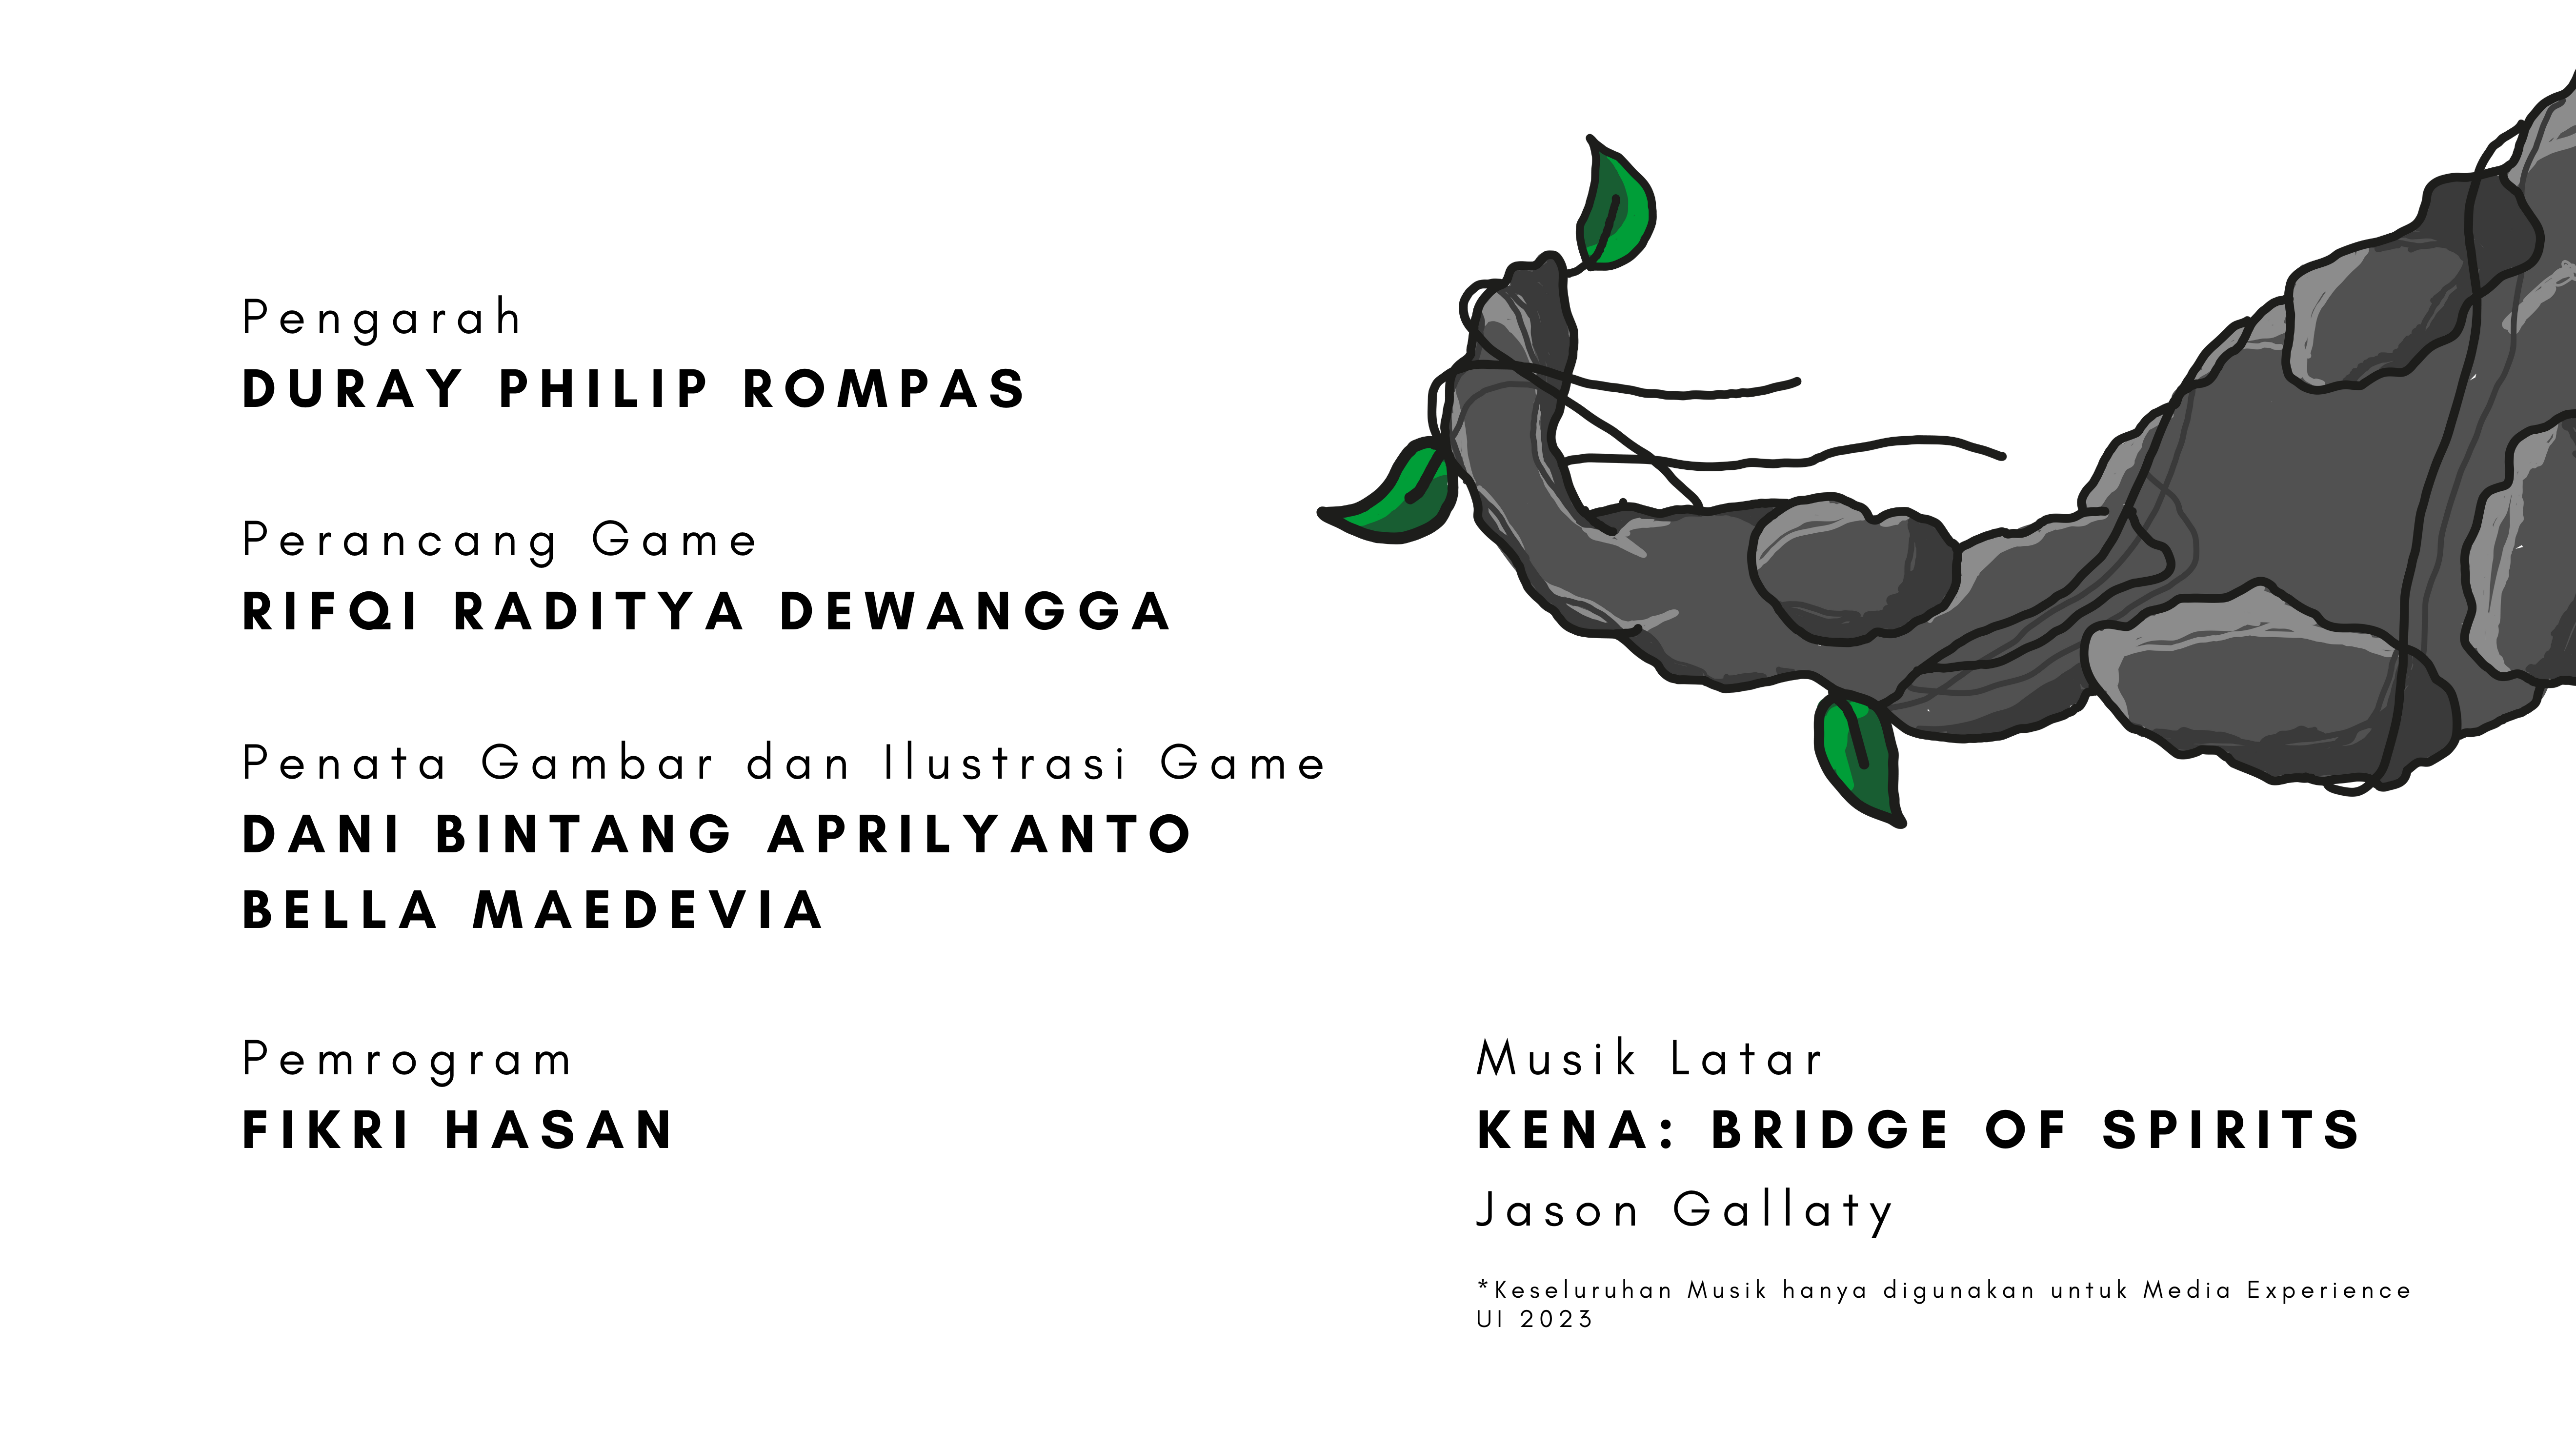 Pengarah
DURAY PHILIP ROMPAS
Perancang Game
RIFQI RADITYA DEWANGGA
Penata Gambar dan Ilustrasi Game
DANI BINTANG APRILYANTO
BELLA MAEDEVIA
Pemrogram
FIKRI HASAN
Musik Latar
KENA: BRIDGE OF SPIRITS
Jason Gallaty
*Keseluruhan Musik hanya digunakan untuk Media Experience
UI 2023